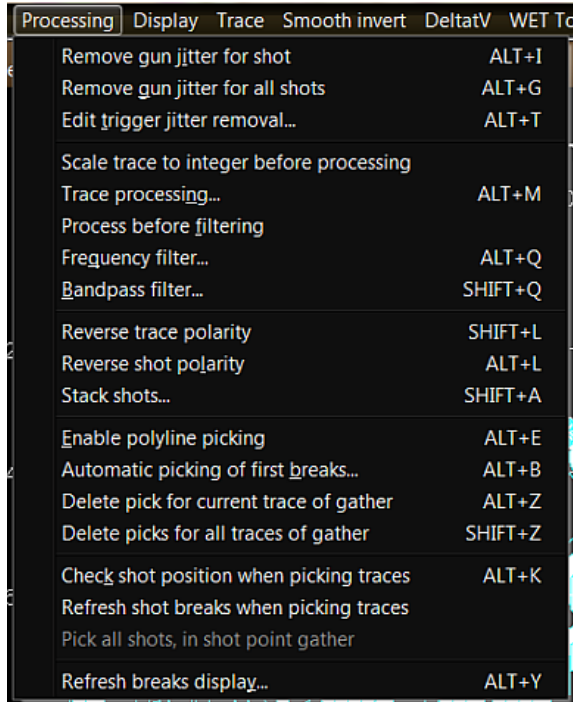 Processing Display Trace Smooth invert DeltatV WET To
Remove gun jitter for shot ALT+I
Remove gun jitter for all shots ALT+G
Edit trigger jitter removal... ALT+T
Scale trace to integer before processing
Trace processing... ALT+M
Process before filtering
Frequency filter... ALT+Q
Bandpass filter... SHIFT+Q
Reverse trace polarity SHIFT+L
Reverse shot polarity ALT+L
Stack shots... SHIFT+A
Enable polyline picking ALT+E
Automatic picking of first breaks... ALT+B
Delete pick for current trace of gather ALT+Z
Delete picks for all traces of gather SHIFT+Z
Check shot position when picking traces ALT+K
Refresh shot breaks when picking traces
Pick all shots, in shot point gather
Refresh breaks display... ALT+Y